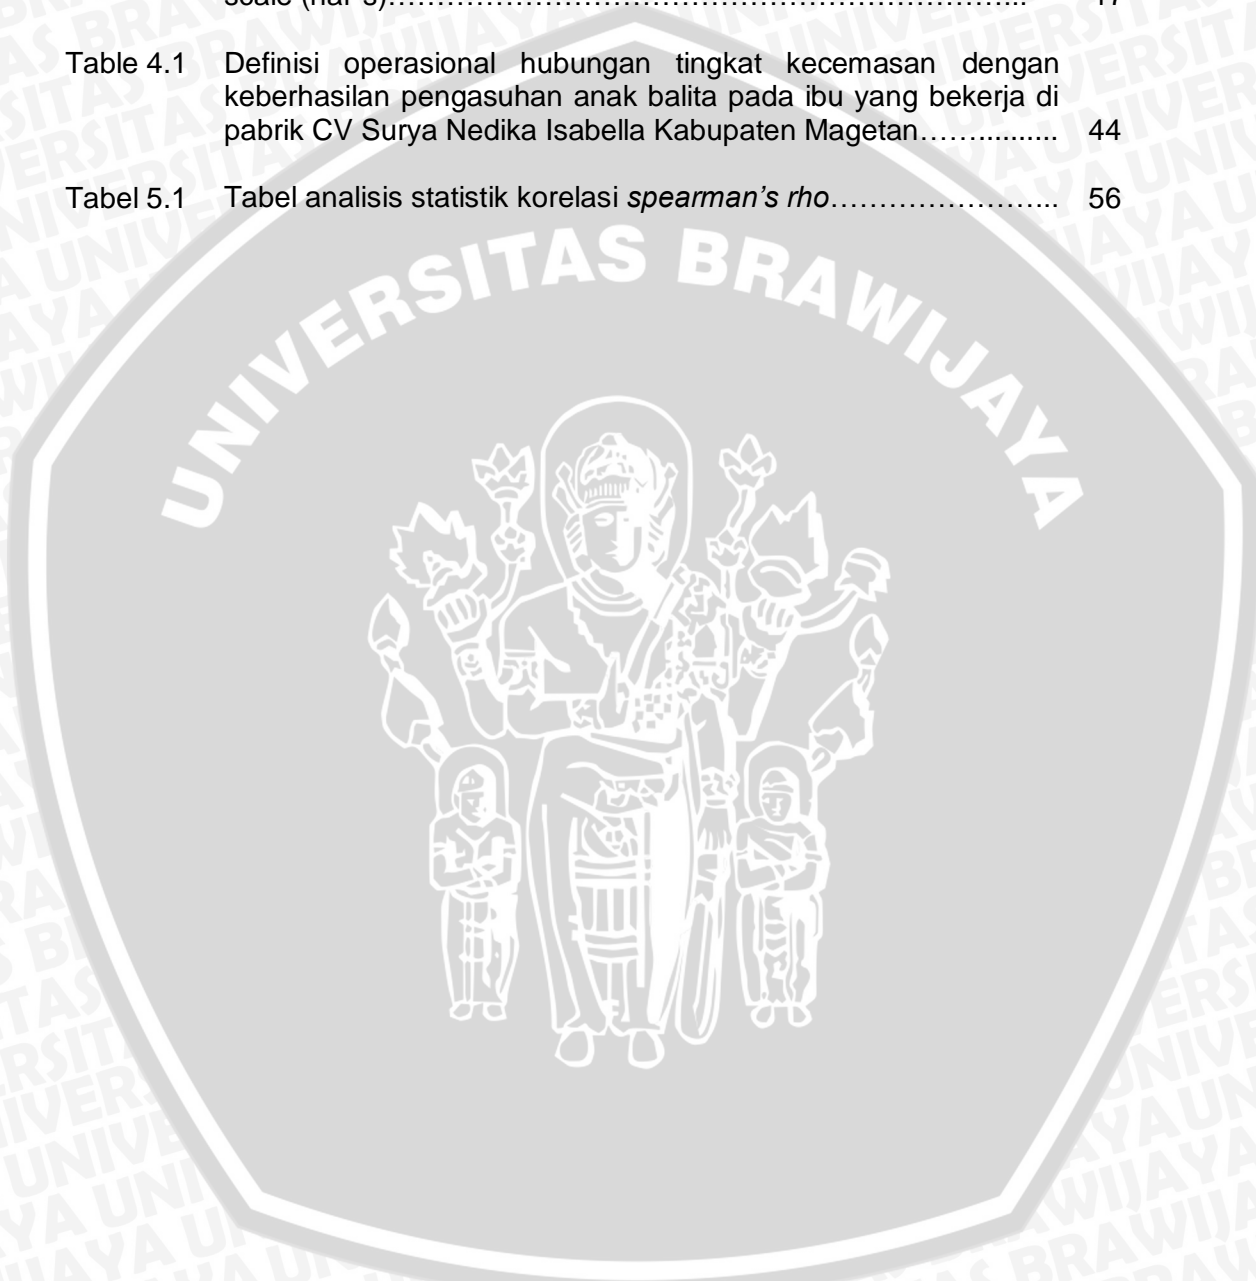 Table 4.1 Definisi operasional hubungan tingkat kecemasan dengan
keberhasilan pengasuhan anak balita pada ibu yang bekerja di
pabrik CV Surya Nedika Isabella Kabupaten Magetan…….......... 44
Tabel 5.1 Tabel analisis statistik korelasi spearman’s rho…………………... 56
UNIVERSITAS BRAWIJAYA